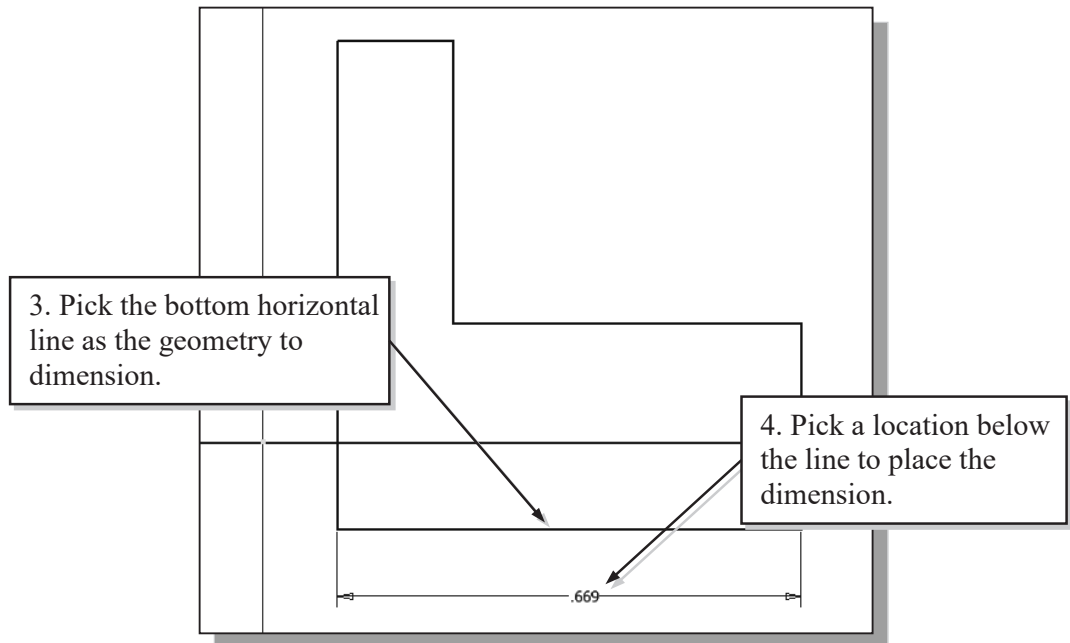 3. Pick the bottom horizontal
line as the geometry to
dimension.
4. Pick a location below
the line to place the
dimension.
.669